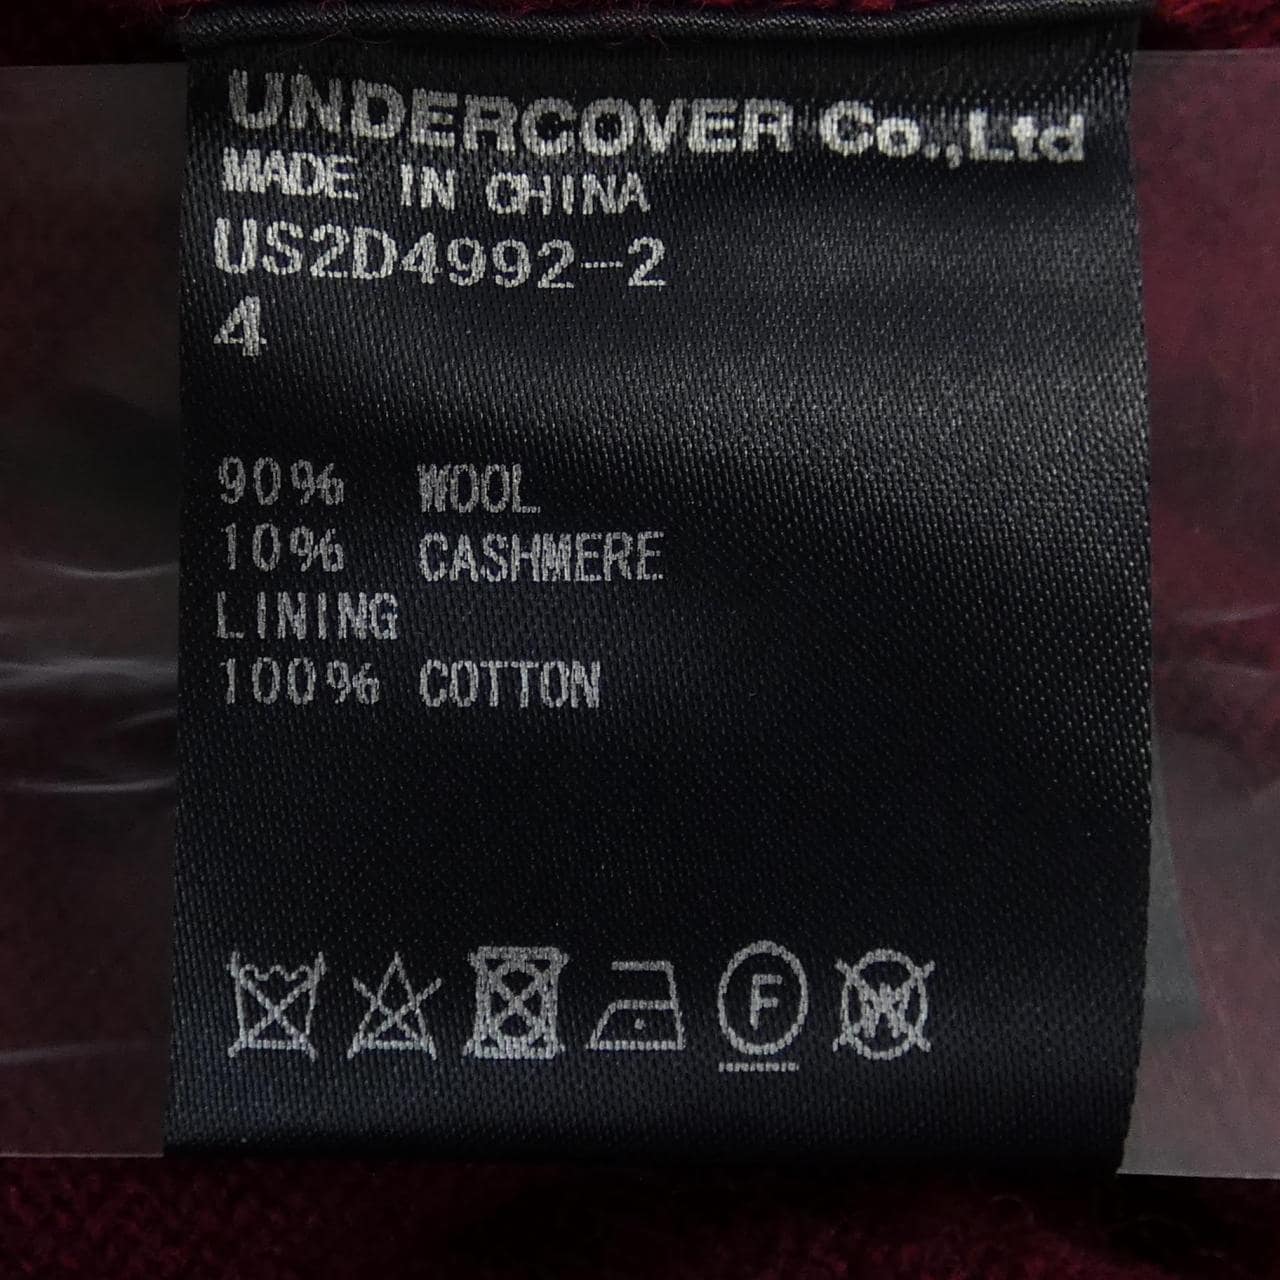 UNDERCOVER Co.,Ltd
MADE IN CHINA
US2D4992-2
4
90% WOOL
10% CASHMERE
LINING
100% COTTON
F
W